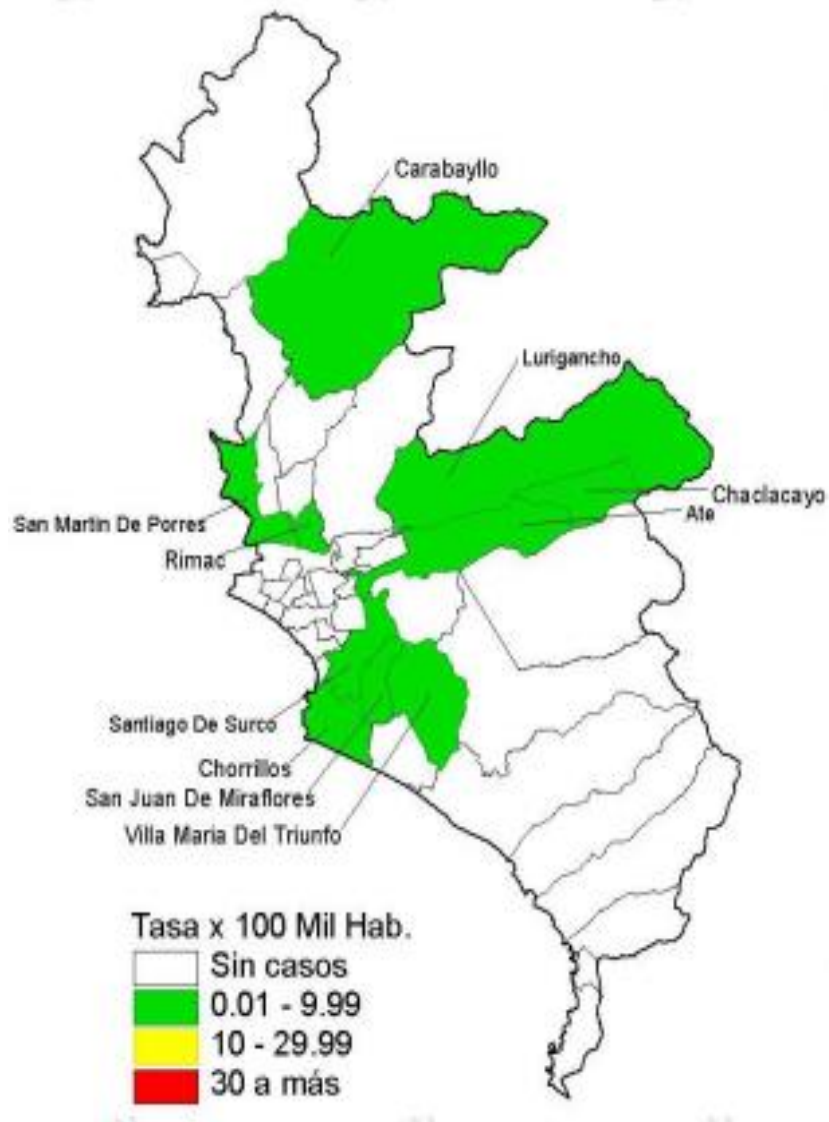 Carabayllo
Lurigancho
Chaclacayo
Ate
San Martin De Porres
Rimac
Santiago De Surco
Chorrillos
San Juan De Miraflores
Villa Maria Del Triunfo
Tasa x 100 Mil Hab.
Sin casos
0.01 - 9.99
10 - 29.99
30 a más